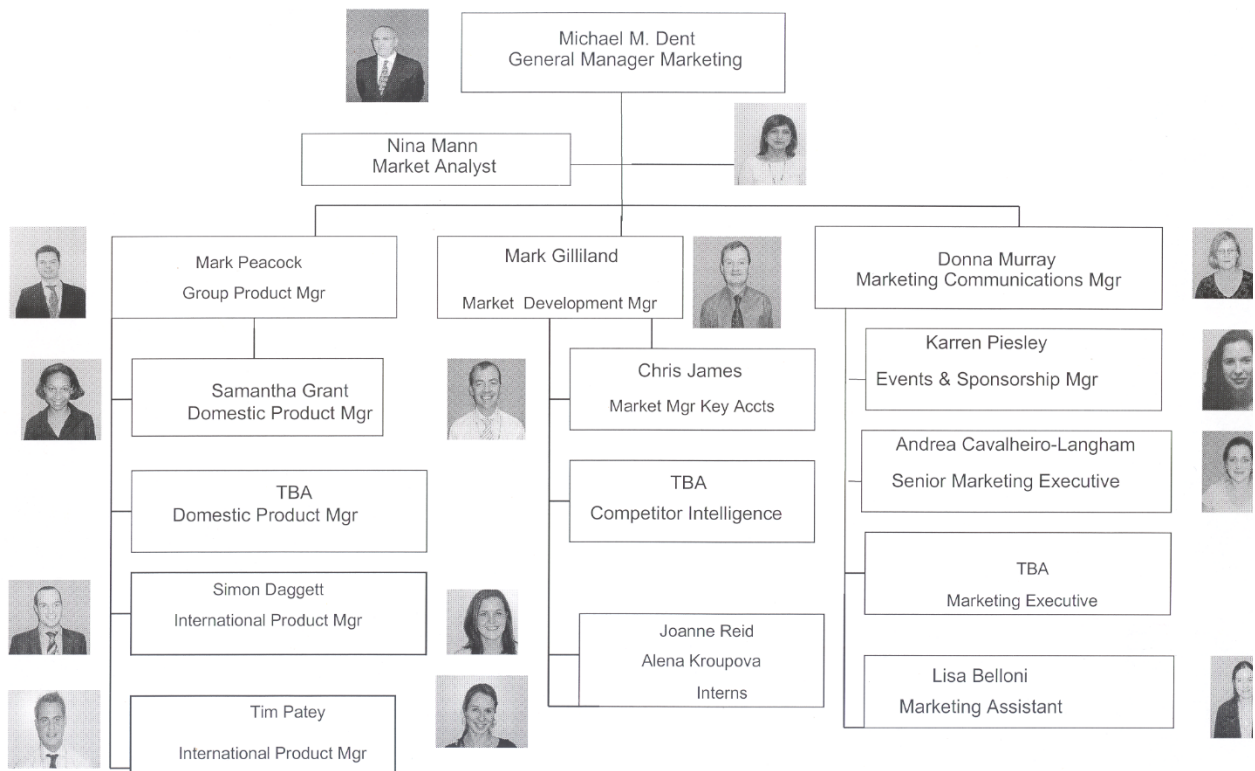 Michael M. Dent
General Manager Marketing
Nina Mann
Market Analyst
Mark Peacock
Group Product Mgr
Samantha Grant
Domestic Product Mgr
TBA
Domestic Product Mgr
Simon Daggett
International Product Mgr
Tim Patey
International Product Mgr
Mark Gilliland
Market Development Mgr
Chris James
Market Mgr Key Accts
TBA
Competitor Intelligence
Joanne Reid
Alena Kroupova
Interns
Donna Murray
Marketing Communications Mgr
Karren Piesley
Events & Sponsorship Mgr
Andrea Cavalheiro-Langham
Senior Marketing Executive
TBA
Marketing Executive
Lisa Belloni
Marketing Assistant